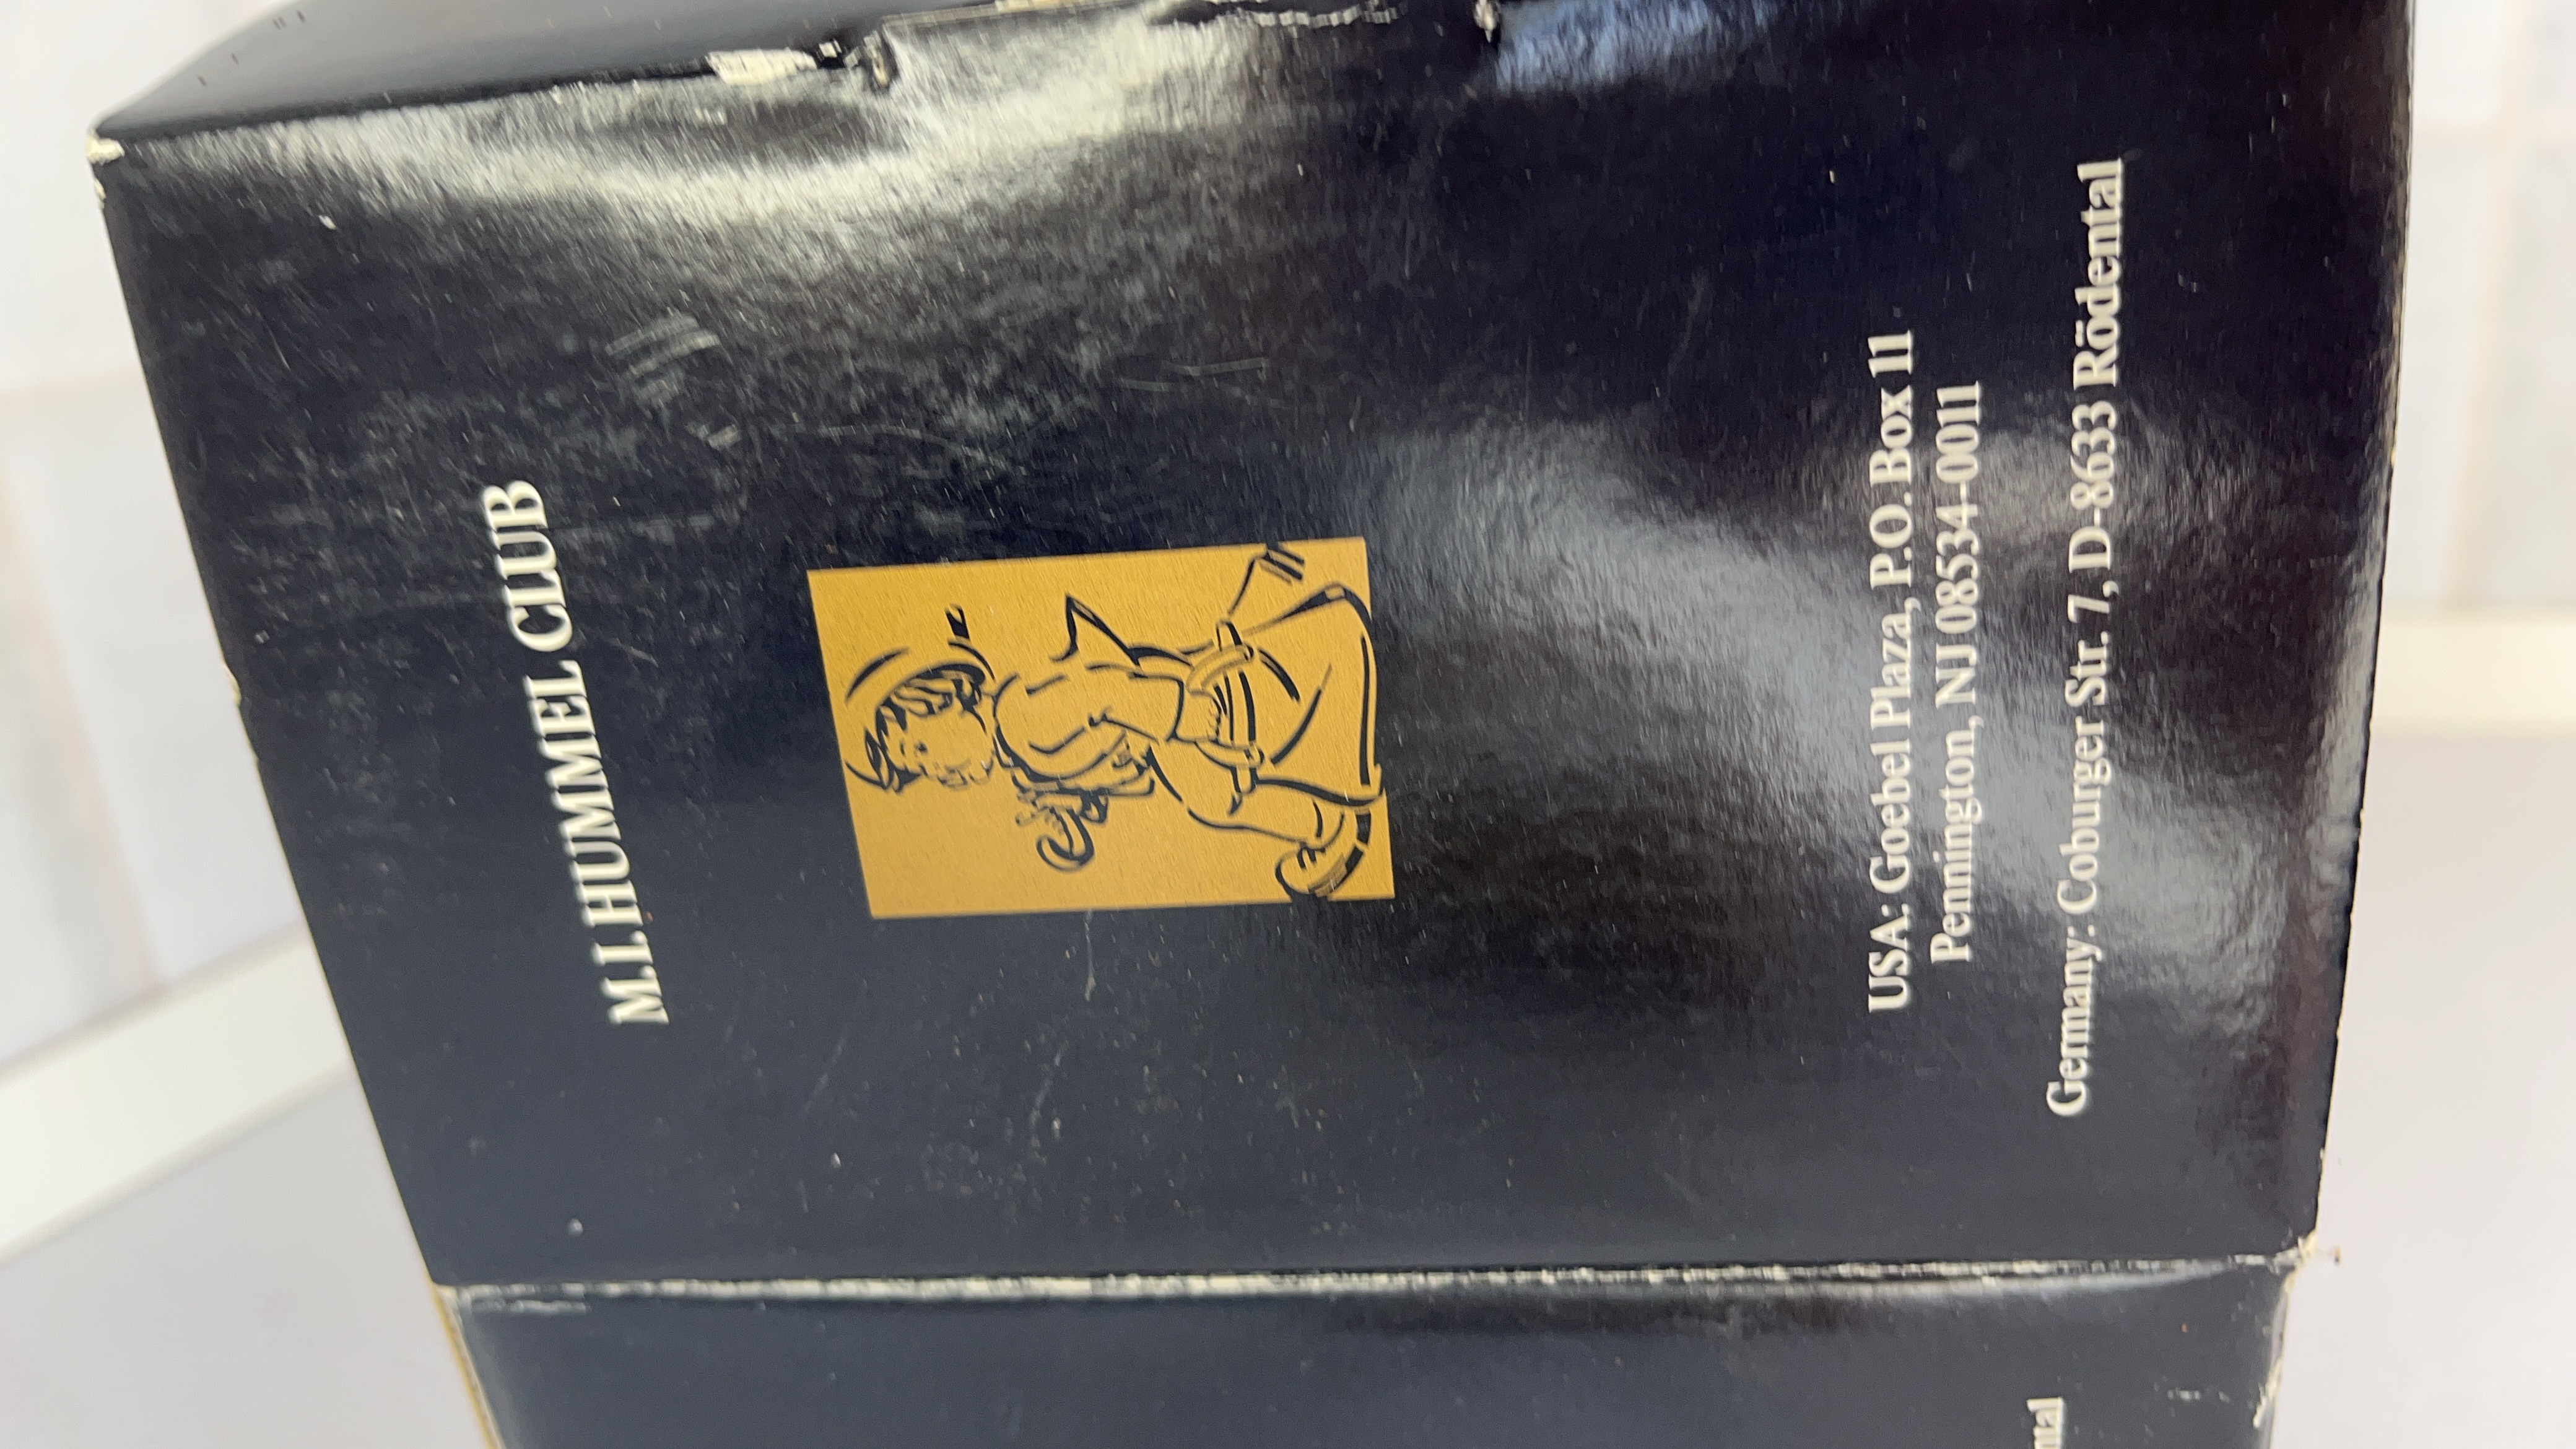 M.I.HUMMEL CLUB
USA: Goebel Plaza, P.O. Box 11
Pennington, NJ 08534-0011
Germany: Coburger Str. 7, D-8633 Rödental